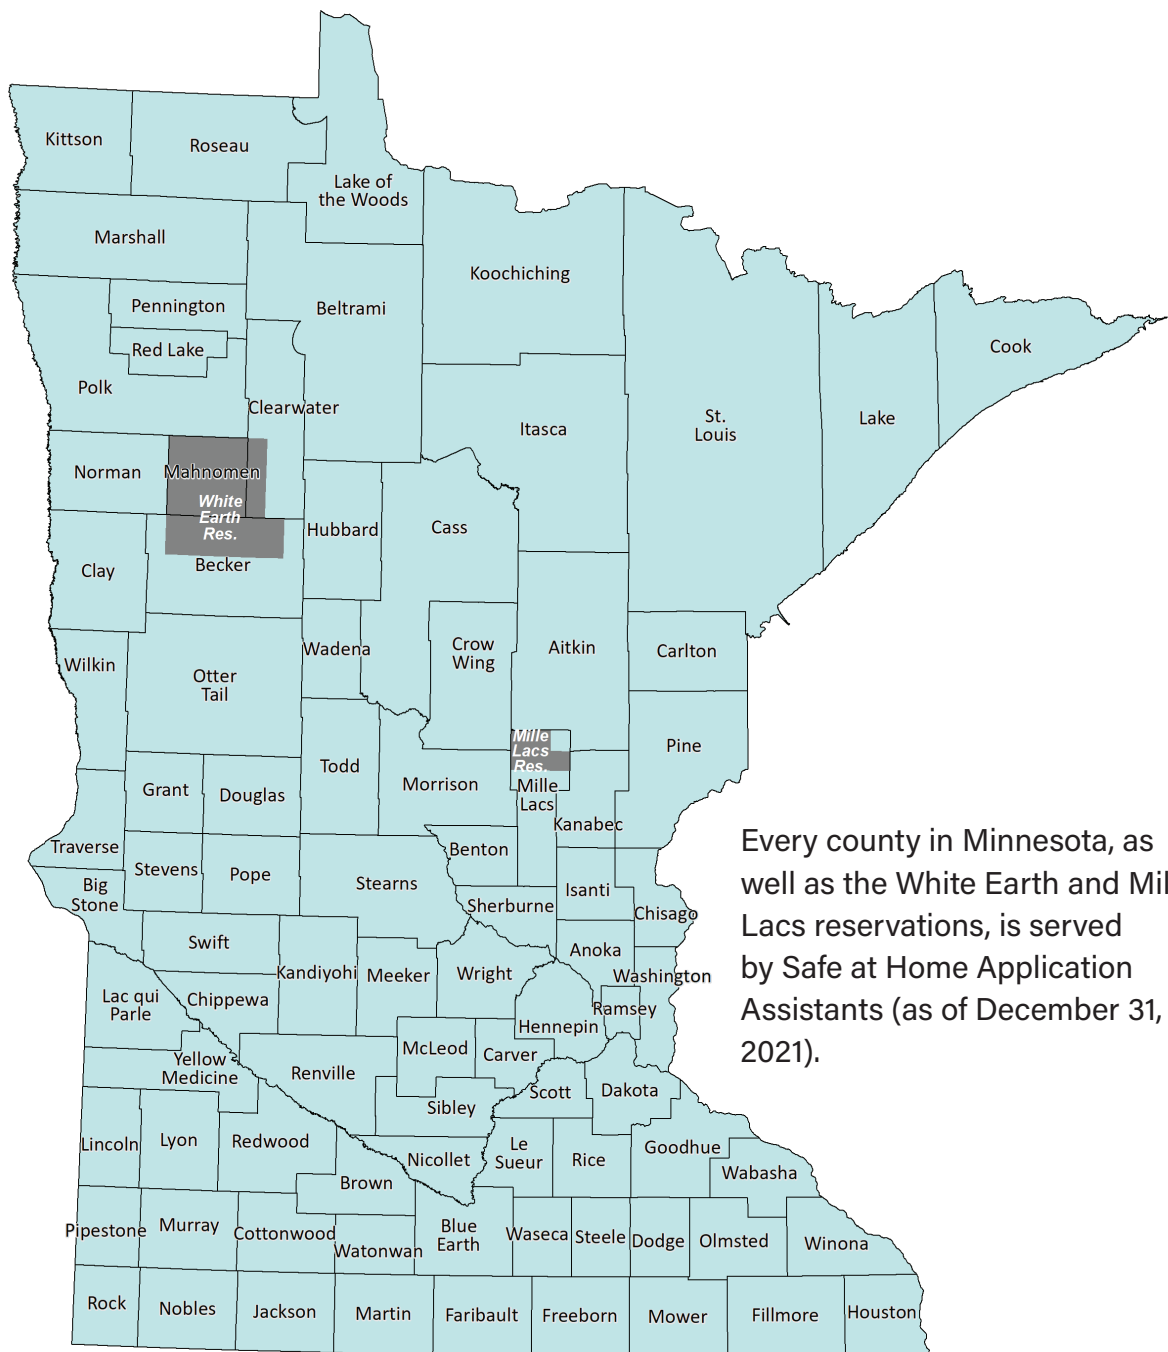 Kittson
Roseau
Lake of
the Woods
Marshall
Koochiching
Pennington
Beltrami
Red Lake
Cook
Polk
Clearwater
St.
Louis
Lake
Itasca
Norman
Mahnomen
White
Earth
Res.
Hubbard
Cass
Clay
Becker
Wadena
Crow
Wing
Aitkin
Carlton
Wilkin
Otter
Tail
Mille
Lacs
Res.
Pine
Todd
Morrison
Mille
Lacs
Grant
Douglas
Kanabec
Traverse
Benton
Stevens
Pope
Stearns
Isanti
Big
Stone
Sherburne
Chisago
Swift
Anoka
Kandiyohi
Meeker
Wright
Washington
Lac qui
Parle
Chippewa
Ramsey
Hennepin
McLeod
Carver
Yellow
Medicine
Renville
Scott
Dakota
Sibley
Lincoln
Lyon
Redwood
Nicollet
Le
Sueur
Rice
Goodhue
Wabasha
Brown
Pipestone
Murray
Cottonwood
Watonwan
Blue
Earth
Waseca
Steele
Dodge
Olmsted
Winona
Rock
Nobles
Jackson
Martin
Faribault
Freeborn
Mower
Fillmore
Houston
Every county in Minnesota, as
well as the White Earth and Mil
Lacs reservations, is served
by Safe at Home Application
Assistants (as of December 31,
2021).